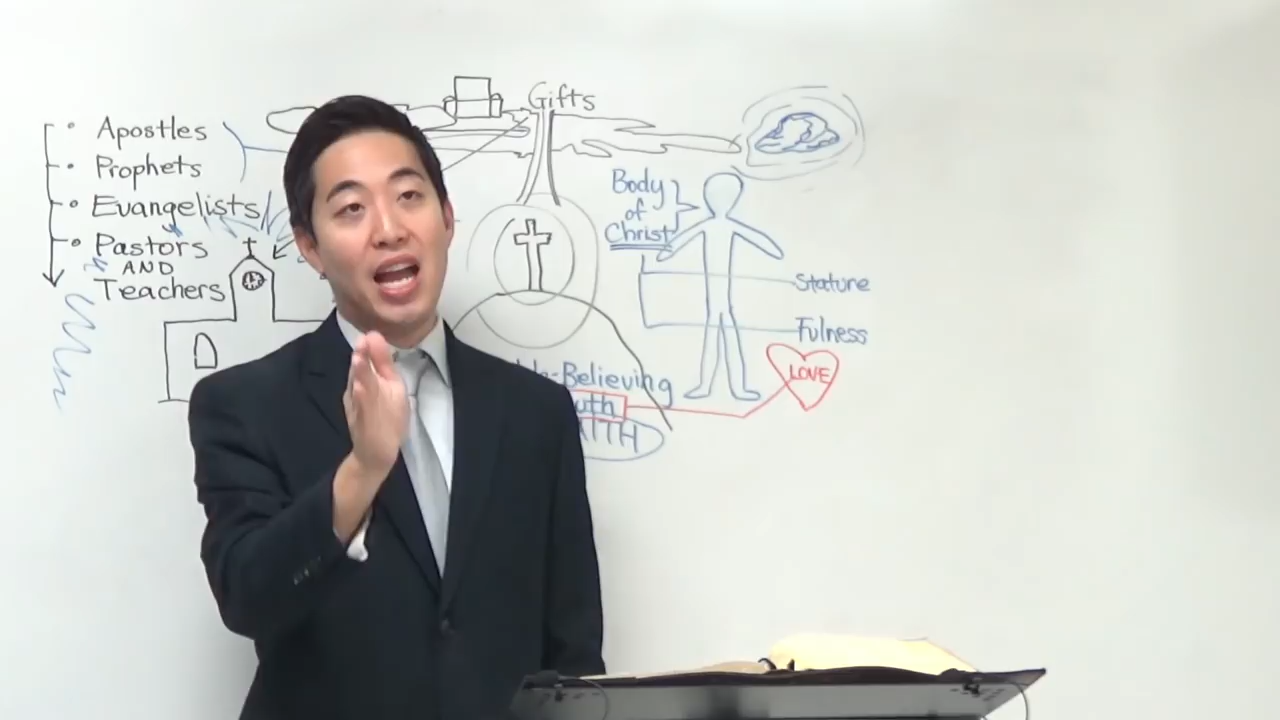 Gifts
Apostles
Prophets
Evangelists
Pastors
AND
Teachers
Body
of
Christ
Stature
Fulness
-Believing
LOVE